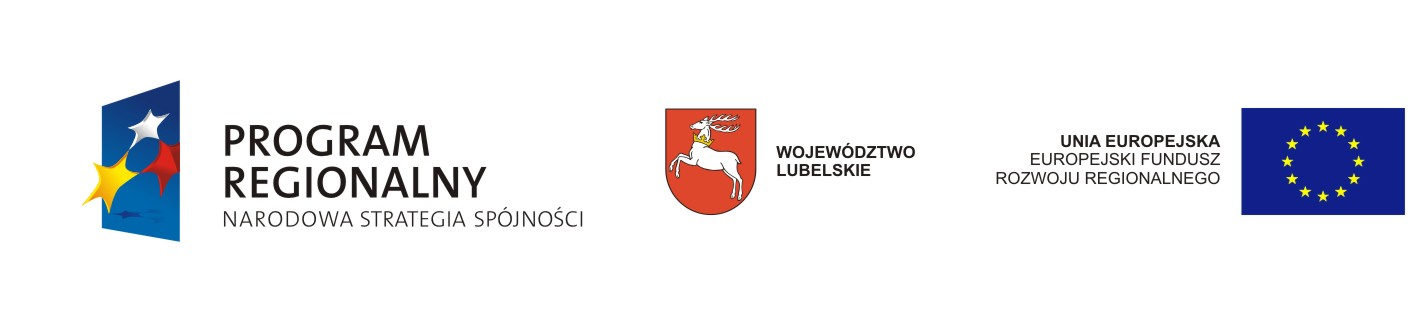 PROGRAM
REGIONALNY
NARODOWA STRATEGIA SPÓJNOŚCI
WOJEWÓDZTWO
LUBELSKIE
UNIA EUROPEJSKA
EUROPEJSKI FUNDUSZ
ROZWOJU REGIONALNEGO